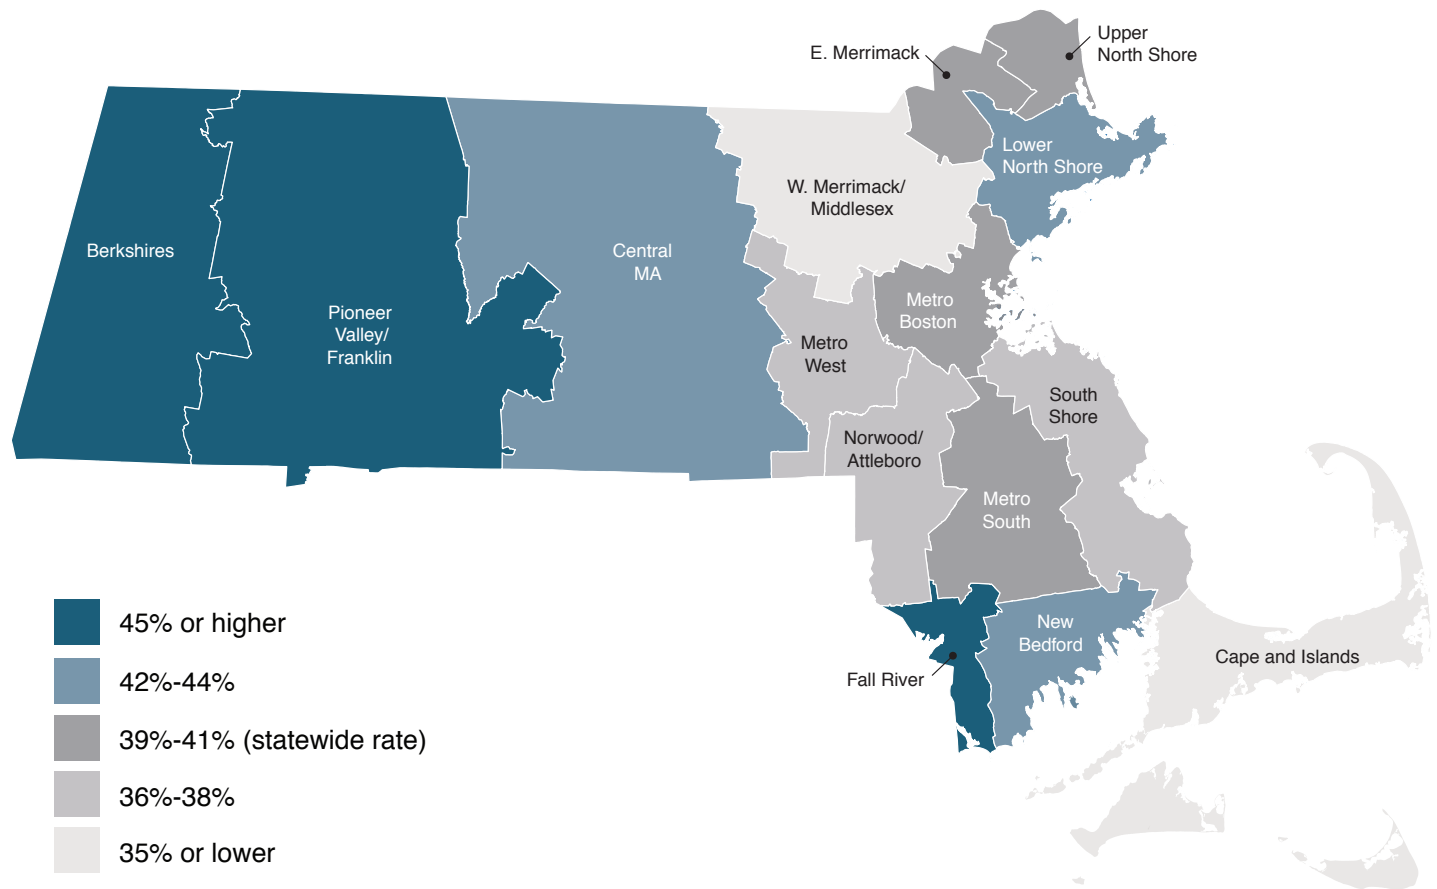 Upper
North Shore
E. Merrimack
Lower
North Shore
W. Merrimack/
Middlesex
Berkshires
Central
MA
Pioneer
Valley/
Franklin
Metro
Boston
Metro
West
South
Shore
Norwood/
Attleboro
Metro
South
New
Bedford
Cape and Islands
Fall River
45% or higher
42%-44%
39%-41% (statewide rate)
36%-38%
35% or lower